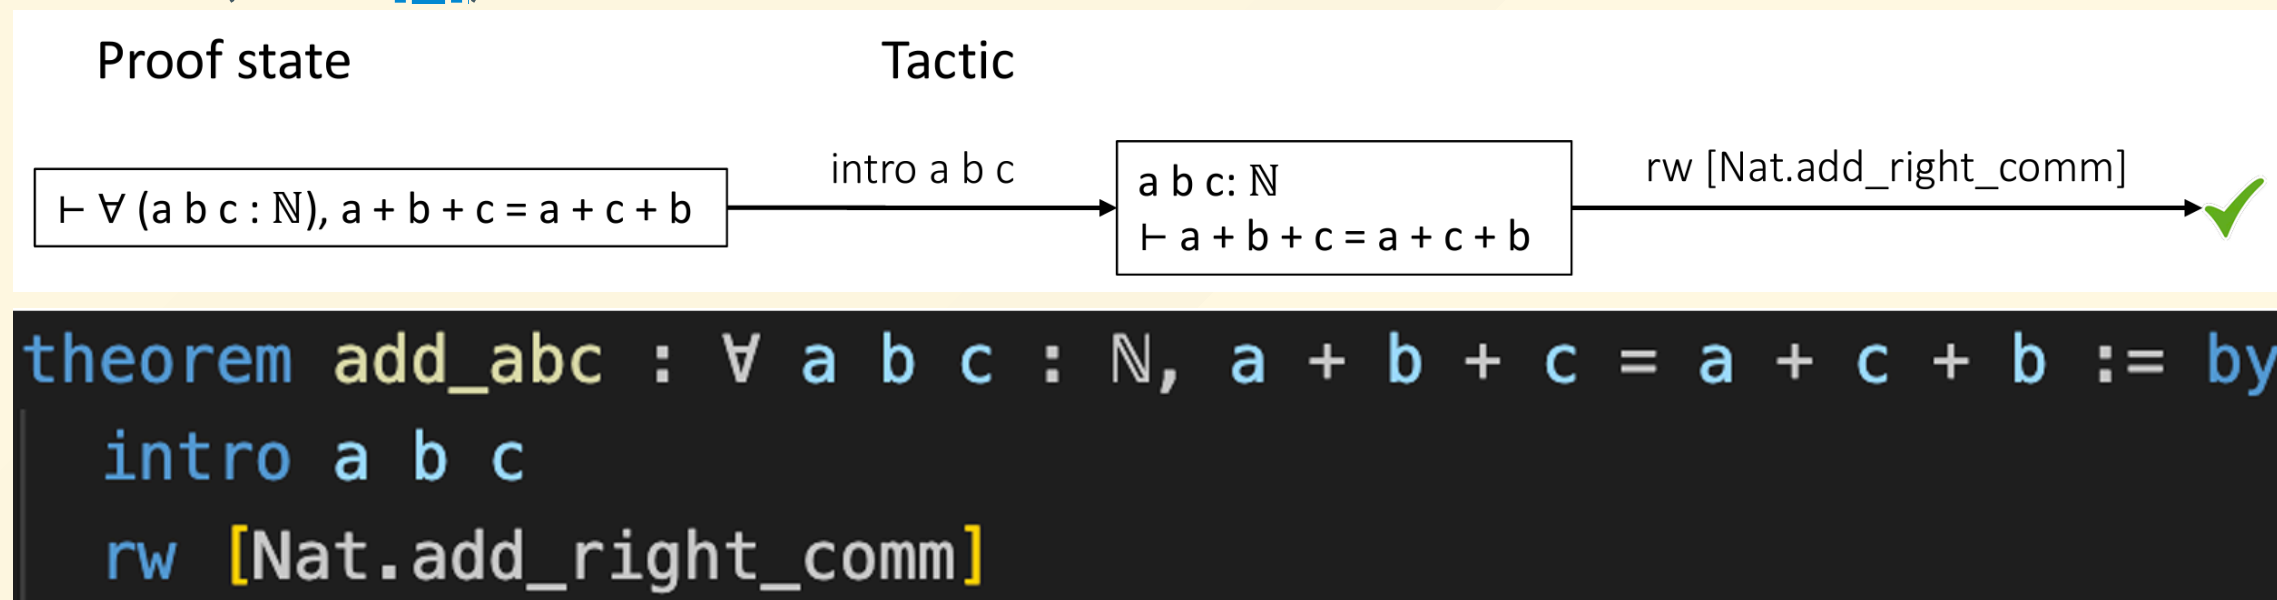 Proof state Tactic
⊢ ∀ (a b c : ℕ), a + b + c = a + c + b
intro a b c
a b c: ℕ
⊢ a + b + c = a + c + b
rw [Nat.add_right_comm]
theorem add_abc : ∀ a b c : ℕ, a + b + c = a + c + b := by
intro a b c
rw [Nat.add_right_comm]